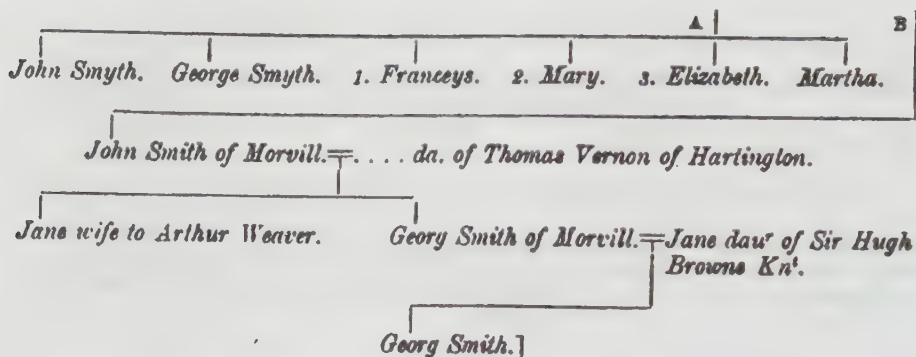 A B
John Smyth. George Smyth. 1. Franceys. 2. Mary. 3. Elizabeth. Martha.
John Smith of Morvill.=.... da. of Thomas Vernon of Hartington.
Jane wife to Arthur Weaver. Georg Smith of Morvill.=Jane dauʳ of Sir Hugh
Browne Knᵗ.
Georg Smith.]